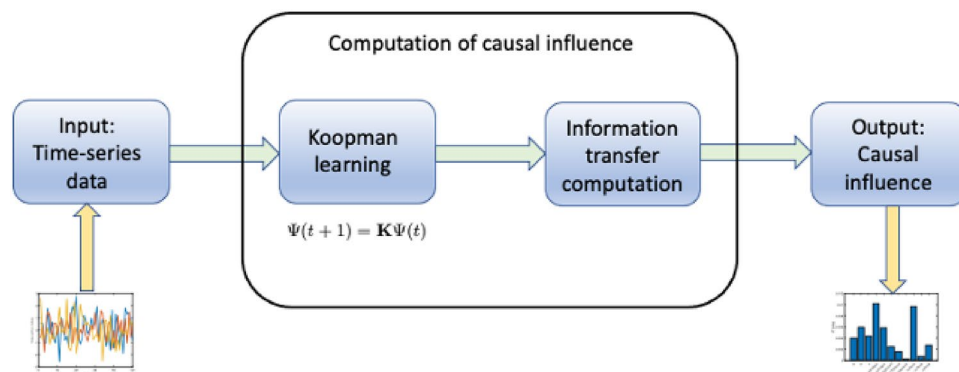 Computation of causal influence
Input:
Time-series
data
Koopman
learning
Information
transfer
computation
Output:
Causal
influence
Ψ(t + 1) = KΨ(t)